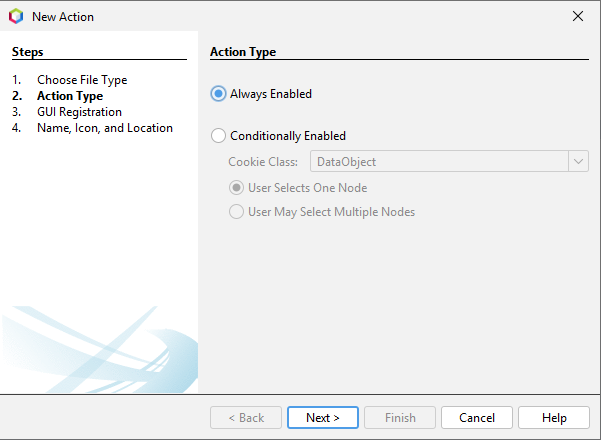 New Action
Steps
1. Choose File Type
2. Action Type
3. GUI Registration
4. Name, Icon, and Location
Action Type
Always Enabled
Conditionally Enabled
Cookie Class: DataObject
User Selects One Node
User May Select Multiple Nodes
< Back Next > Finish Cancel Help